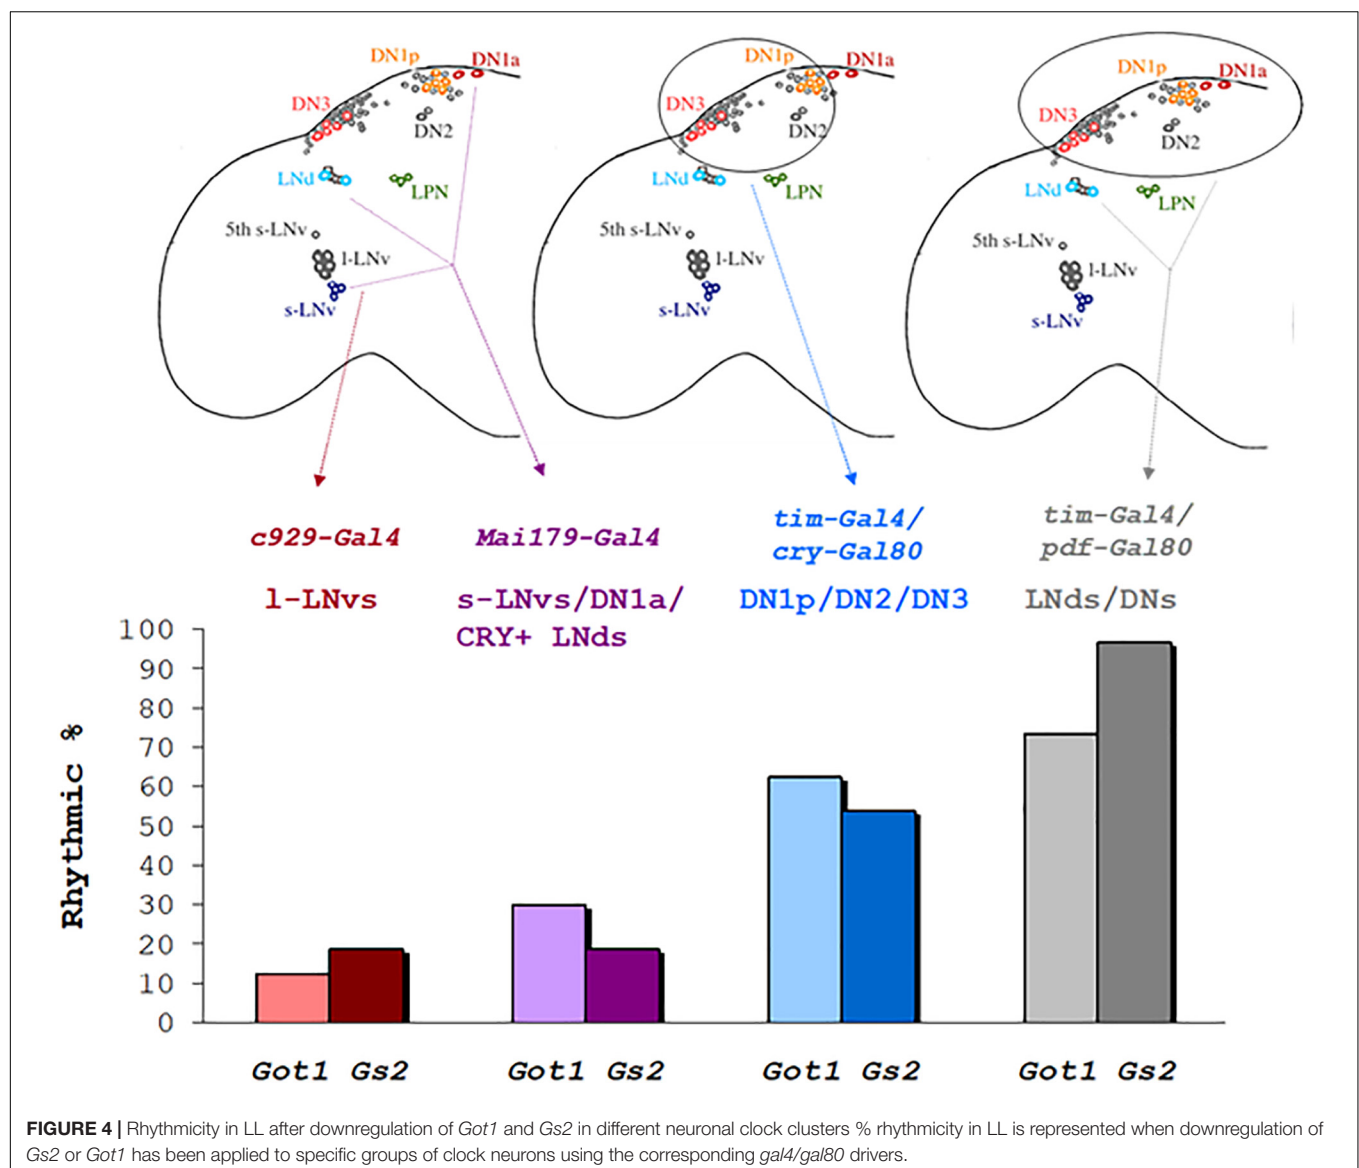 DN1p
DN1a
DN3
DN2
LNd
LPN
5th s-LNv
l-LNv
s-LNv
DN1p
DN1a
DN3
DN2
LNd
LPN
5th s-LNv
l-LNv
s-LNv
DN1p
DN1a
DN3
DN2
LNd
LPN
5th s-LNv
l-LNv
s-LNv
c929-Gal4
l-LNvs
Mai179-Gal4
s-LNvs/DN1a/
CRY+ LNds
tim-Gal4/
cry-Gal80
DN1p/DN2/DN3
tim-Gal4/
pdf-Gal80
LNds/DNs
Rhythmic %
100
90
80
70
60
50
40
30
20
10
0
Got1 Gs2
Got1 Gs2
Got1 Gs2
Got1 Gs2
FIGURE 4 | Rhythmicity in LL after downregulation of Got1 and Gs2 in different neuronal clock clusters % rhythmicity in LL is represented when downregulation of
Gs2 or Got1 has been applied to specific groups of clock neurons using the corresponding gal4/gal80 drivers.